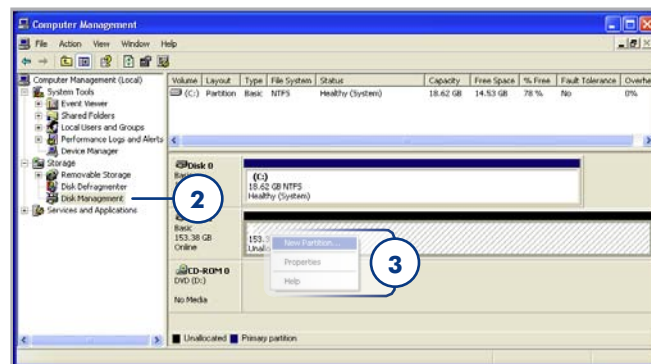 Computer Management
File Action View Window Help
Computer Management (Local)
System Tools
Event Viewer
Shared Folders
Local Users and Groups
Performance Logs and Alerts
Device Manager
Storage
Removable Storage
Disk Defragmenter
Disk Management
Services and Applications
Volume Layout Type File System Status Capacity Free Space % Free Fault Tolerance Overhe
(C:) Partition Basic NTFS Healthy (System) 18.62 GB 14.53 GB 78 % No 0%
Disk 0
(C:)
18.62 GB NTFS
Healthy (System)
2
Basic
153.38 GB
Online
153.3
Unallo
New Partition...
Properties
Help
3
CD-ROM 0
DVD (D:)
No Media
Unallocated Primary partition